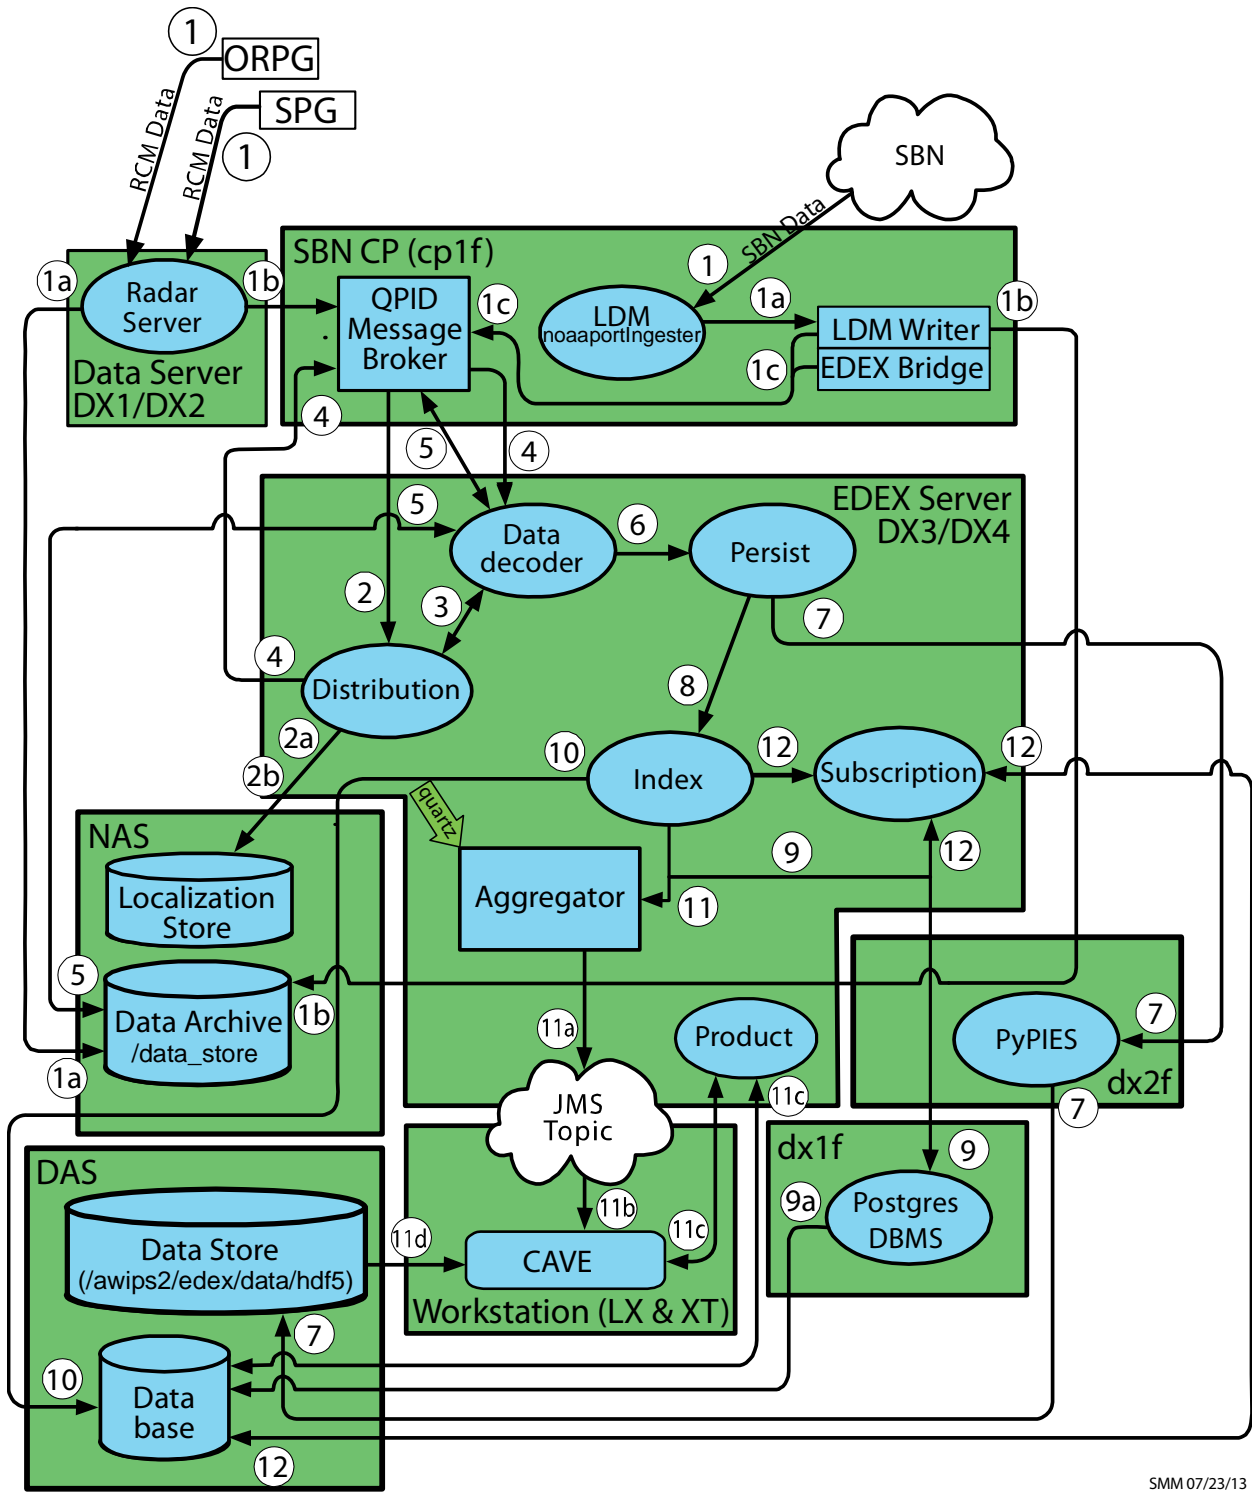 1
ORPG
RCM Data
SPG
RCM Data
1
SBN
SBN Data
SBN CP (cp1f)
1
1a
Radar
Server
1b
Data Server
DX1/DX2
QPID
Message
Broker
1c
LDM
noaaportIngester
1a
LDM Writer
EDEX Bridge
1c
1b
4
5
4
5
EDEX Server
DX3/DX4
Data
decoder
6
Persist
2
3
7
4
Distribution
8
2a
2b
10
Index
12
Subscription
12
quartz
NAS
Localization
Store
Aggregator
9
12
11
5
Data Archive
/data_store
1b
1a
11a
Product
11c
PyPIES
7
dx2f
7
JMS
Topic
dx1f
9
9a
Postgres
DBMS
DAS
Data Store
(/awips2/edex/data/hdf5)
11d
11b
11c
CAVE
Workstation (LX & XT)
7
10
Data
base
12
SMM 07/23/13